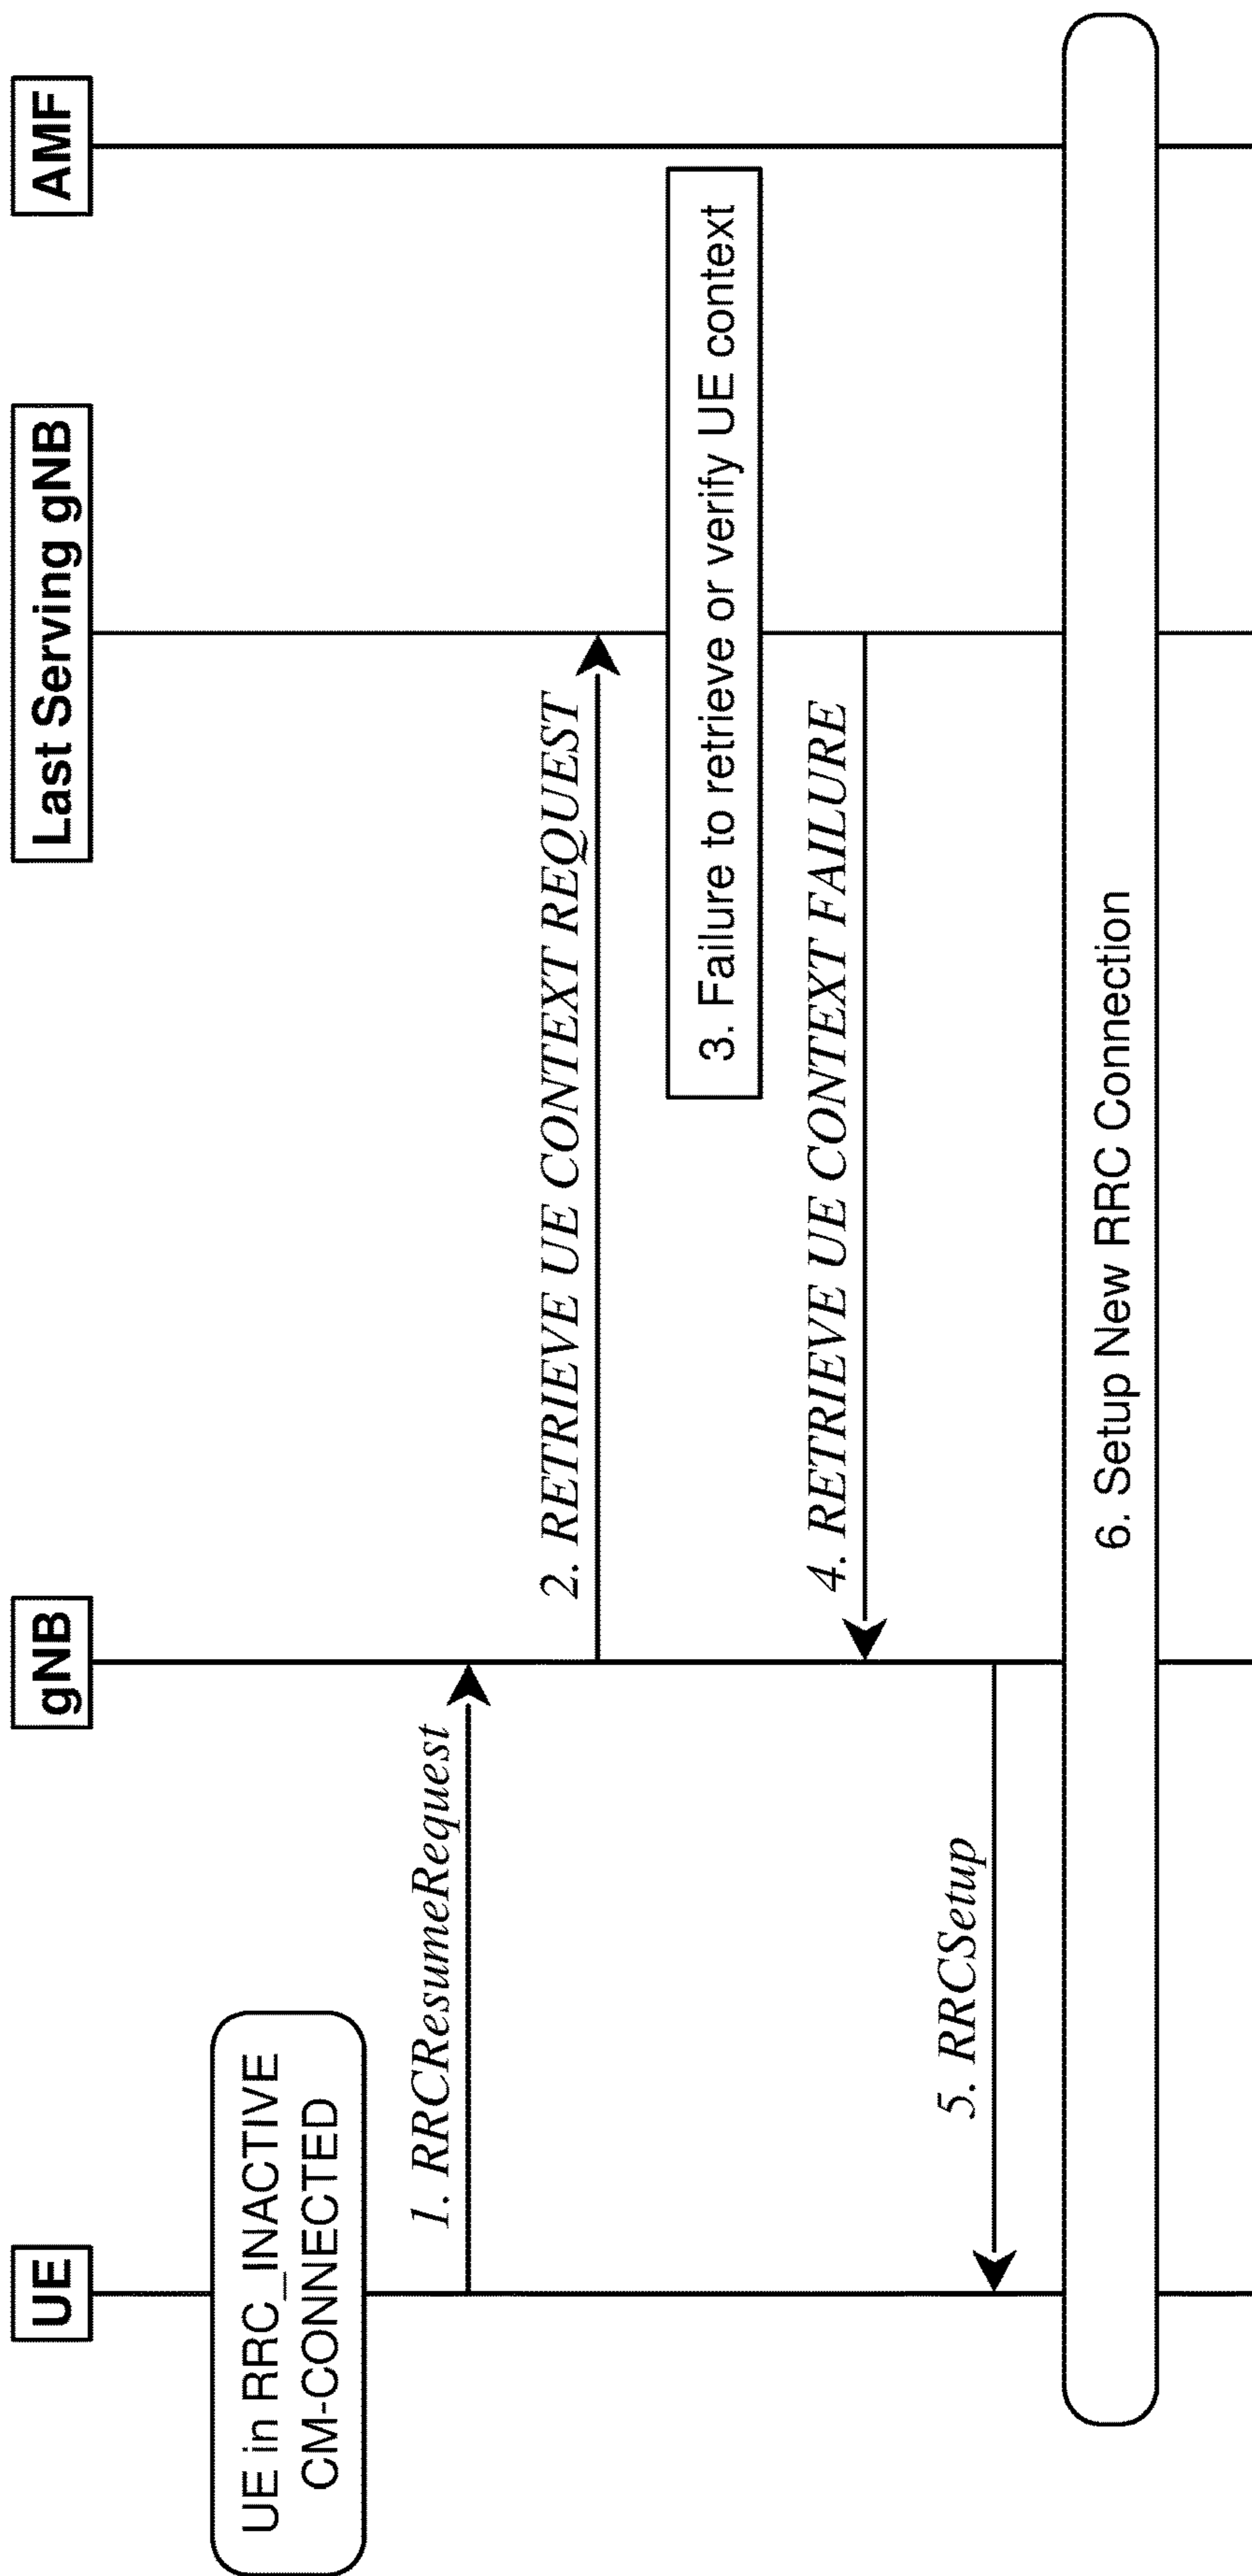 UE
gNB
Last Serving gNB
AMF
UE in RRC_INACTIVE
CM-CONNECTED
1. RRCResumeRequest
2. RETRIEVE UE CONTEXT REQUEST
3. Failure to retrieve or verify UE context
4. RETRIEVE UE CONTEXT FAILURE
5. RRCSetup
6. Setup New RRC Connection